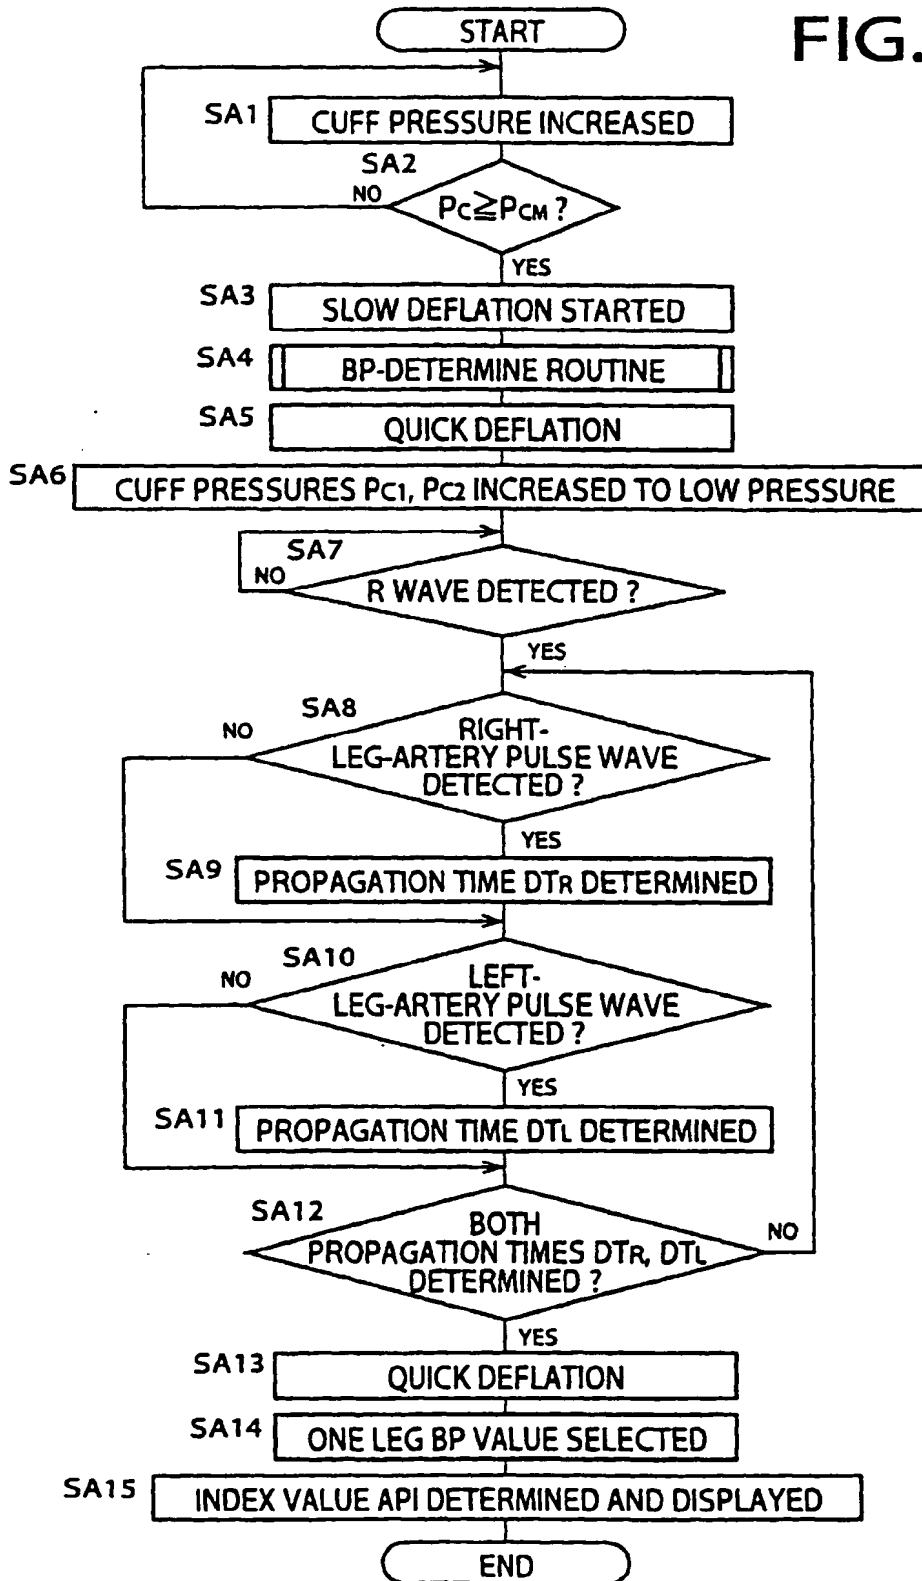 START
FIG.
SA1
CUFF PRESSURE INCREASED
SA2
NO
PC≧PCM ?
YES
SA3
SLOW DEFLATION STARTED
SA4
BP-DETERMINE ROUTINE
SA5
QUICK DEFLATION
SA6
CUFF PRESSURES PC1, PC2 INCREASED TO LOW PRESSURE
SA7
NO
R WAVE DETECTED ?
YES
SA8
NO
RIGHT-
LEG-ARTERY PULSE WAVE
DETECTED ?
YES
SA9
PROPAGATION TIME DTR DETERMINED
SA10
NO
LEFT-
LEG-ARTERY PULSE WAVE
DETECTED ?
YES
SA11
PROPAGATION TIME DTL DETERMINED
SA12
BOTH
PROPAGATION TIMES DTR, DTL
DETERMINED ?
NO
YES
SA13
QUICK DEFLATION
SA14
ONE LEG BP VALUE SELECTED
SA15
INDEX VALUE API DETERMINED AND DISPLAYED
END